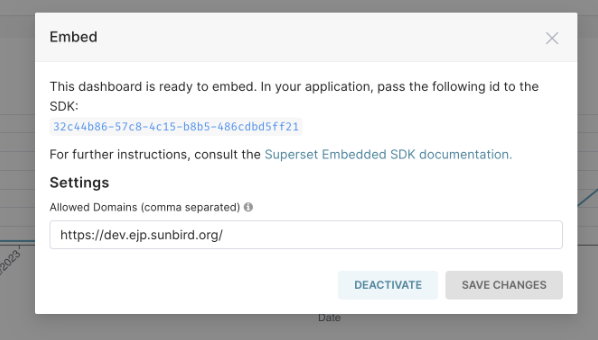 Embed
This dashboard is ready to embed. In your application, pass the following id to the
SDK:
32c44b86-57c8-4c15-b8b5-486cdbd5ff21
For further instructions, consult the Superset Embedded SDK documentation.
Settings
Allowed Domains (comma separated)
https://dev.ejp.sunbird.org/
DEACTIVATE SAVE CHANGES
/2023
Date